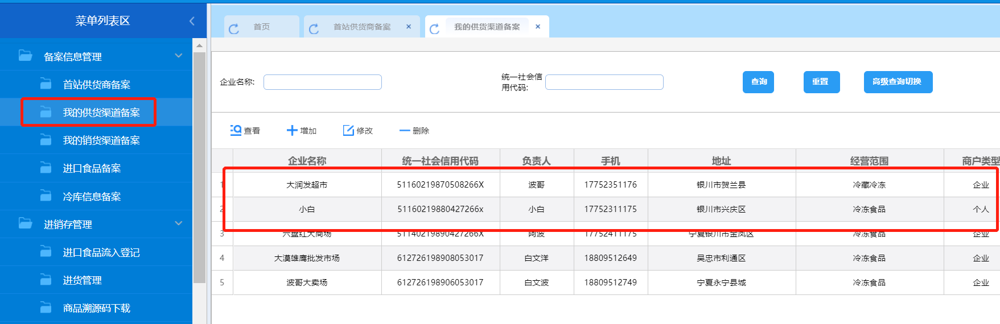 菜单列表区
备案信息管理
首站供货商备案
我的供货渠道备案
我的销货渠道备案
进口食品备案
冷库信息备案
进销存管理
进口食品流入登记
进货管理
商品溯源码下载
首页 首站供货商备案 × 我的供货渠道备案 ×
企业名称: 统一社会信用代码: 查询 重置 高级查询切换
查看 增加 修改 删除
企业名称 统一社会信用代码 负责人 手机 地址 经营范围 商户类型
1 大润发超市 51160219870508266X 波哥 17752351176 银川市贺兰县 冷藏冷冻 企业
2 小白 51160219880427266x 小白 17752311175 银川市兴庆区 冷冻食品 个人
3 六盘红大商场 51140219890427266X 阿波 17752411175 宁夏银川市金凤区 冷冻食品 企业
4 大漠雄鹰批发市场 612726198908053017 白文洋 18809512649 吴忠市利通区 冷冻食品 企业
5 波哥大卖场 612726198906053017 白文波 18809512749 宁夏永宁县城 冷冻食品 企业